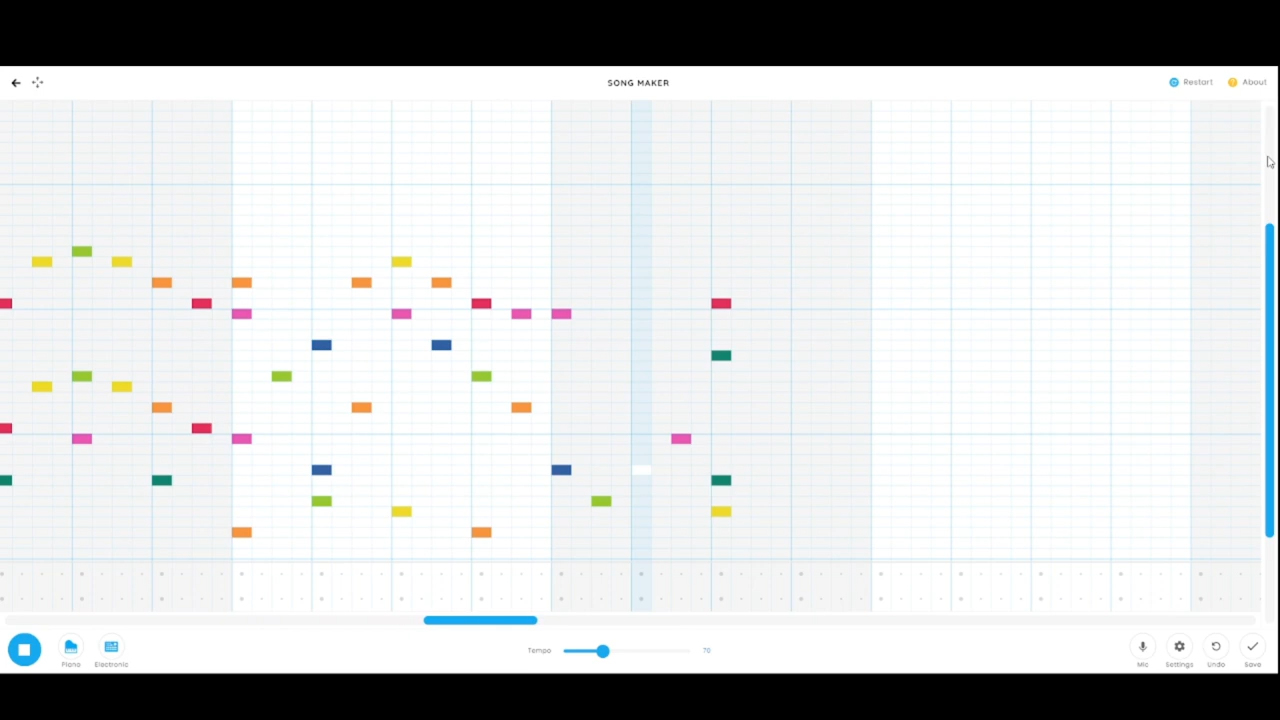 SONG MAKER
Restart
About
Piano
Electronic
Tempo
70
Mic
Settings
Undo
Save